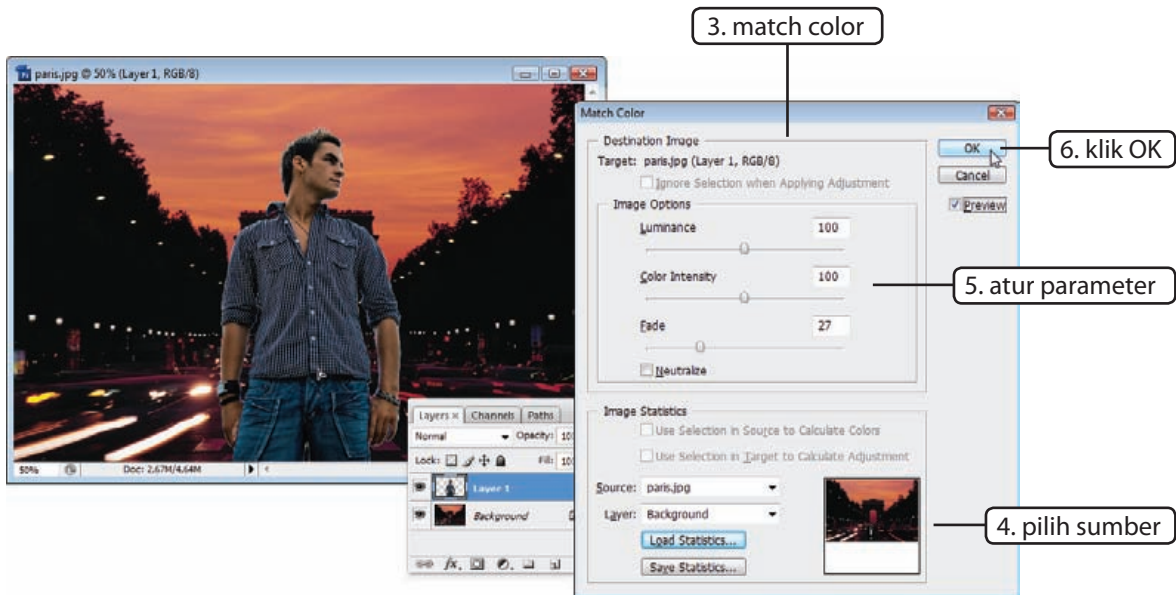 3. match color
paris.jpg @ 50% (Layer 1, RGB/8)
Match Color
Destination Image
Target: paris.jpg (Layer 1, RGB/8)
Ignore Selection when Applying Adjustment
Image Options
Luminance 100
Color Intensity 100
Fade 27
Neutralize
OK
Cancel
Preview
6. klik OK
5. atur parameter
Image Statistics
Use Selection in Source to Calculate Colors
Use Selection in Target to Calculate Adjustment
Source: paris.jpg
Layer: Background
Load Statistics...
Save Statistics...
4. pilih sumber
Layers × Channels Paths
Normal Opacity: 10
Lock: Fill: 10
Layer 1
Background
fx.
50% Doc: 2,67M/4,64M